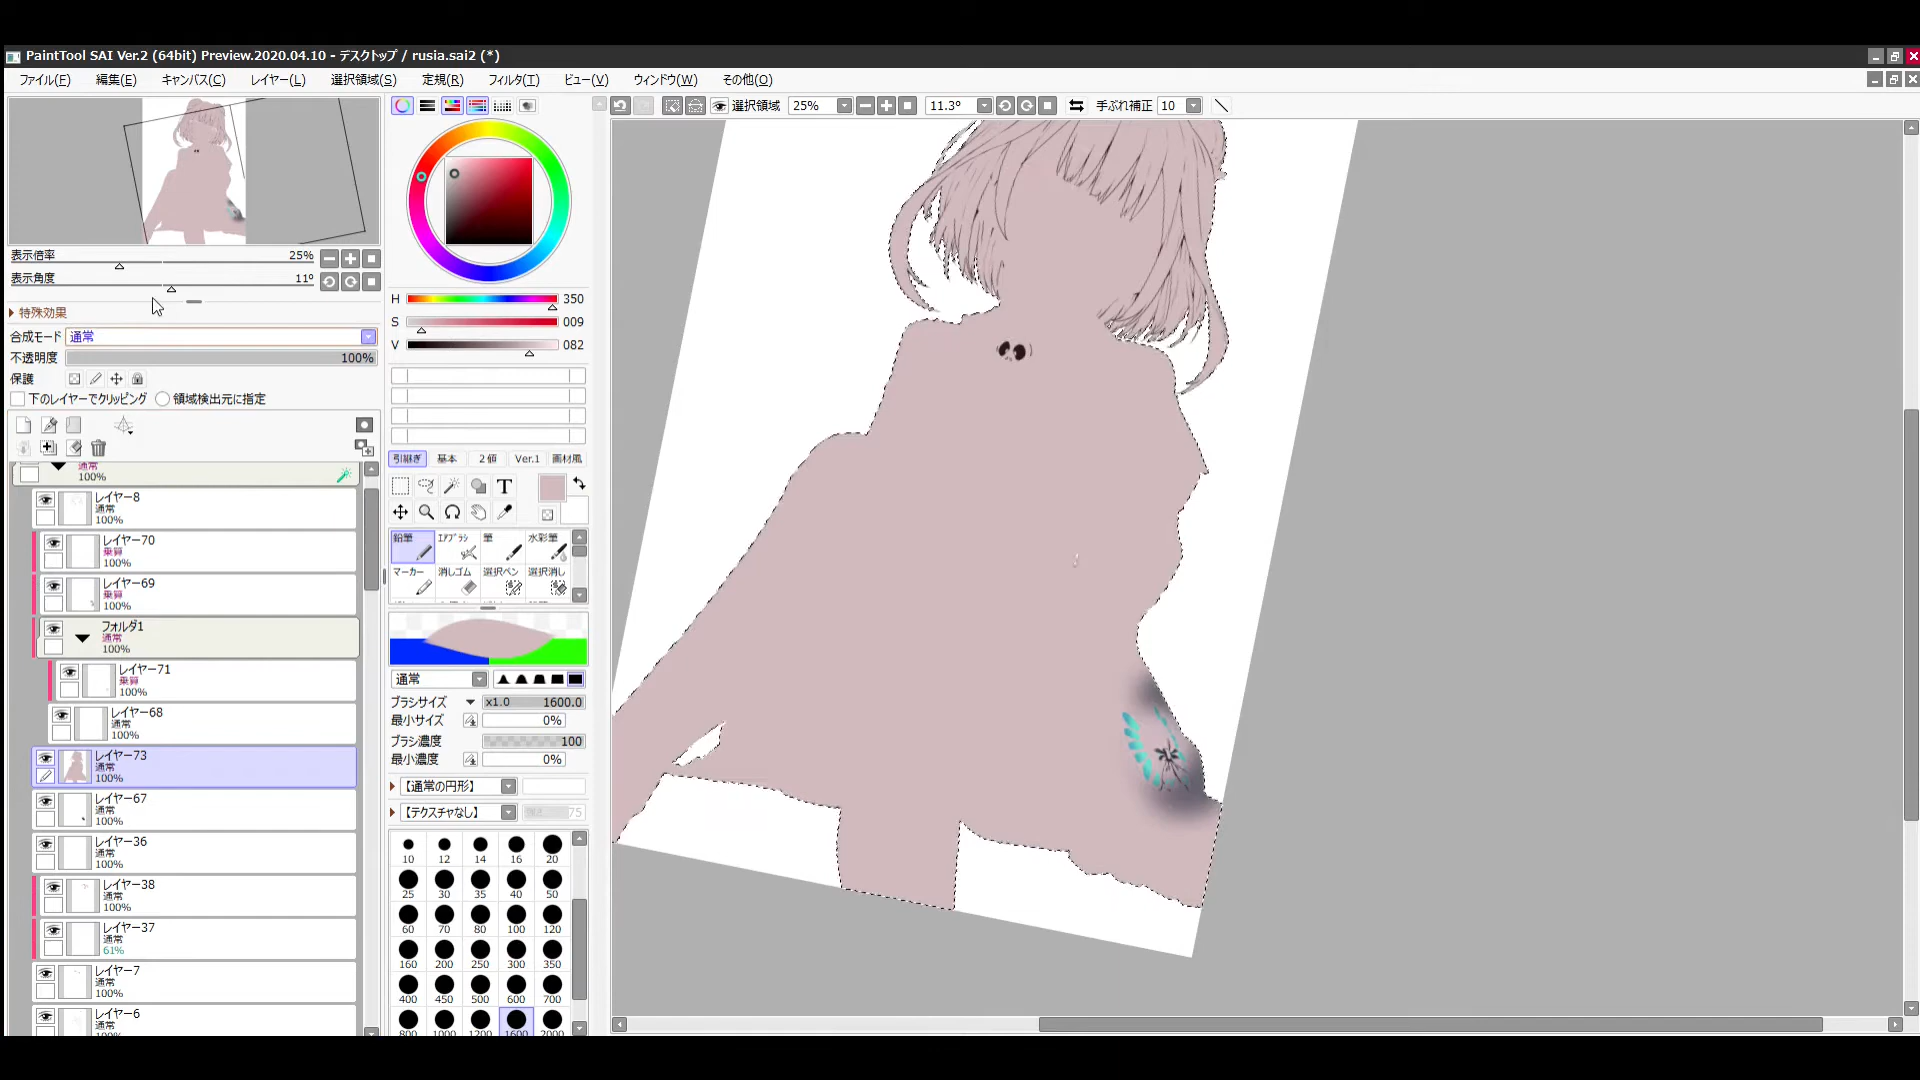 PaintTool SAI Ver.2 (64bit) Preview.2020.04.10 - デスクトップ / rusia.sai2 (*)
ファイル(F) 編集(E) キャンバス(C) レイヤー(L) 選択領域(S) 定規(R) フィルタ(T) ビュー(V) ウィンドウ(W) その他(O)
選択領域 25% 11.3º 手ぶれ補正 10
表示倍率 25%
表示角度 11º
特殊効果
合成モード 通常
不透明度 100%
保護
下のレイヤーでクリッピング 領域検出元に指定
通常
100%
レイヤー8
通常
100%
レイヤー70
乗算
100%
レイヤー69
乗算
100%
フォルダ1
通常
100%
レイヤー71
乗算
100%
レイヤー68
通常
100%
レイヤー73
通常
100%
レイヤー67
通常
100%
レイヤー36
通常
100%
レイヤー38
通常
100%
レイヤー37
通常
61%
レイヤー7
通常
100%
レイヤー6
通常
100%
H 350
S 009
V 082
引継ぎ 基本 2値 Ver.1 画材風
T
鉛筆 エアブラシ 筆 水彩筆
マーカー 消しゴム 選択ペン 選択消し
通常
ブラシサイズ x1.0 1600.0
最小サイズ 0%
ブラシ濃度 100
最小濃度 0%
【通常の円形】
【テクスチャなし】 75
10 12 14 16 20
25 30 35 40 50
60 70 80 100 120
160 200 250 300 350
400 450 500 600 700
800 1000 1200 1600 2000